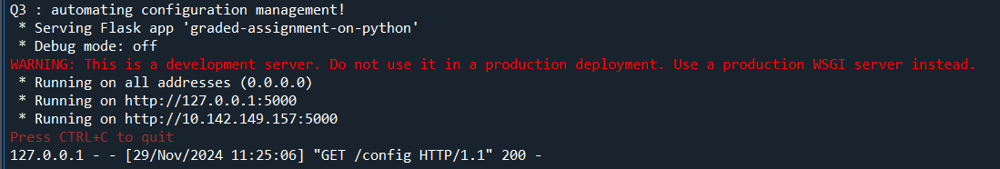 Q3 : automating configuration management!
 * Serving Flask app 'graded-assignment-on-python'
 * Debug mode: off
WARNING: This is a development server. Do not use it in a production deployment. Use a production WSGI server instead.
 * Running on all addresses (0.0.0.0)
 * Running on http://127.0.0.1:5000
 * Running on http://10.142.149.157:5000
Press CTRL+C to quit
127.0.0.1 - - [29/Nov/2024 11:25:06] "GET /config HTTP/1.1" 200 -